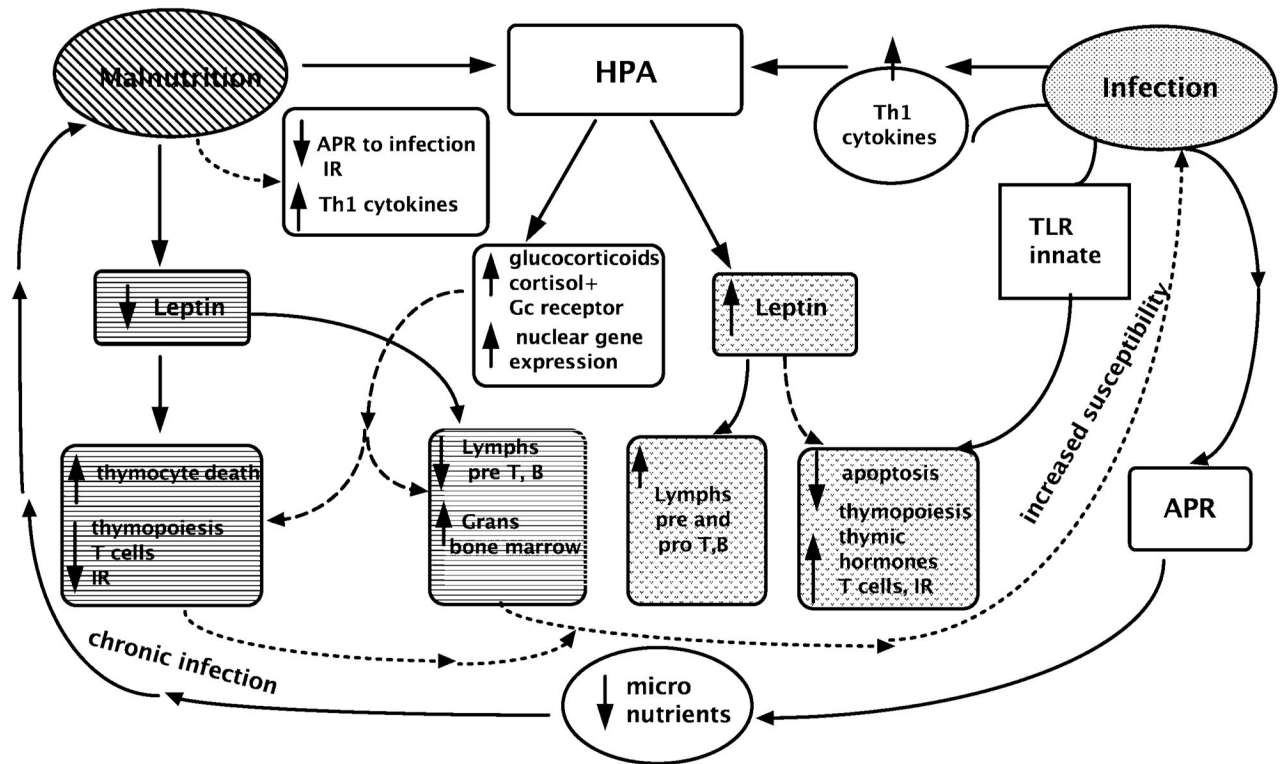 Malnutrition
HPA
Th1
cytokines
Infection
APR to infection
IR
Th1 cytokines
TLR
innate
glucocorticoids
cortisol+
Gc receptor
nuclear gene
expression
Leptin
Leptin
increased susceptibility
thymocyte death
thymopoiesis
T cells
IR
Lymphs
pre T, B
Grans
bone marrow
Lymphs
pre and
pro T,B
apoptosis
thymopoiesis
thymic
hormones
T cells, IR
APR
chronic infection
micro
nutrients